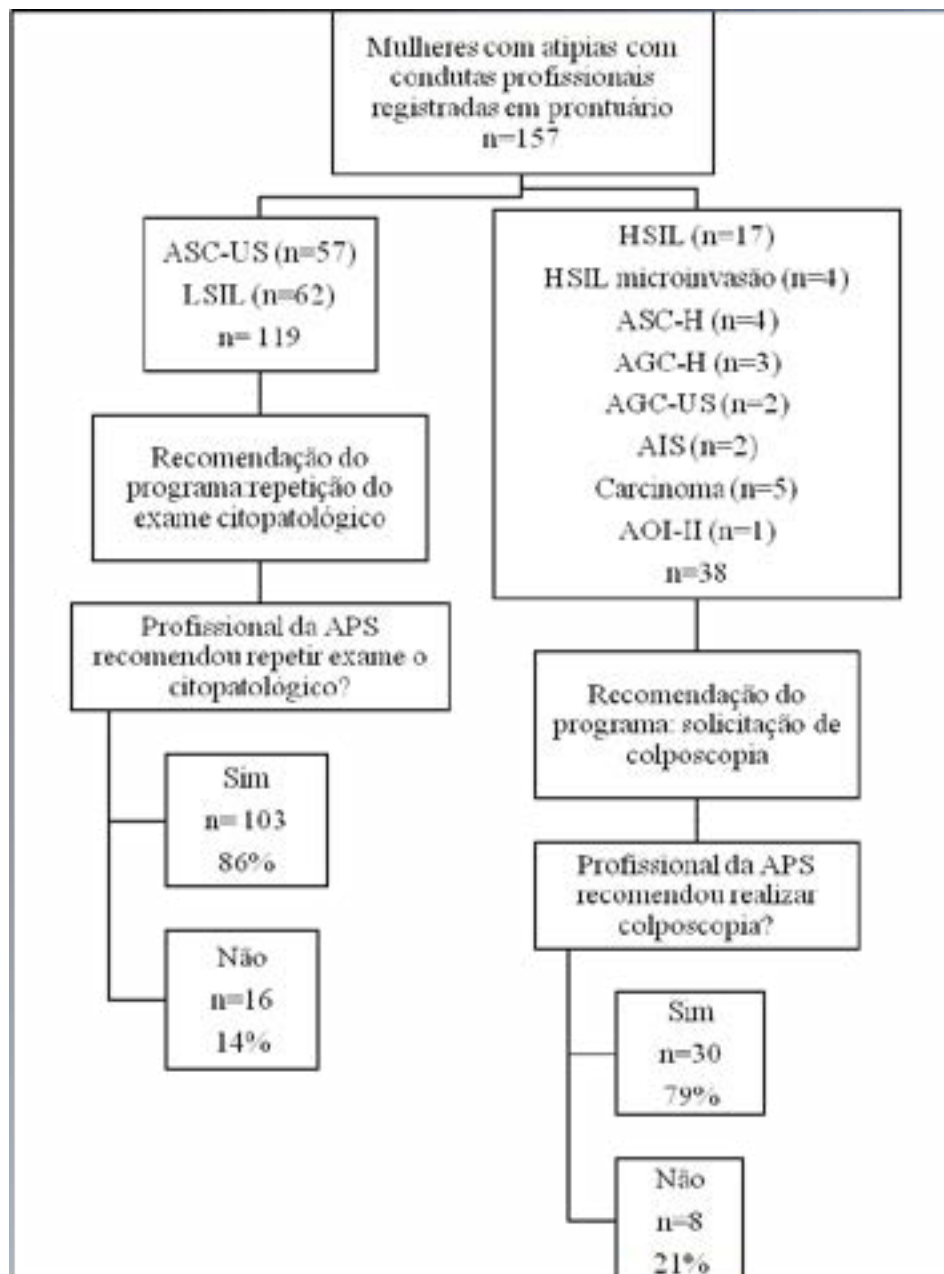 Mulheres com atipias com
condutas profissionais
registradas em prontuário
n=157
ASC-US (n=57)
LSIL (n=62)
n= 119
Recomendação do
programa:repetição do
exame citopatológico
Profissional da APS
recomendou repetir exame o
citopatológico?
Sim
n= 103
86%
Não
n=16
14%
HSIL (n=17)
HSIL microinvasão (n=4)
ASC-H (n=4)
AGC-H (n=3)
AGC-US (n=2)
AIS (n=2)
Carcinoma (n=5)
AOI-II (n=1)
n=38
Recomendação do
programa: solicitação de
colposcopia
Profissional da APS
recomendou realizar
colposcopia?
Sim
n=30
79%
Não
n=8
21%